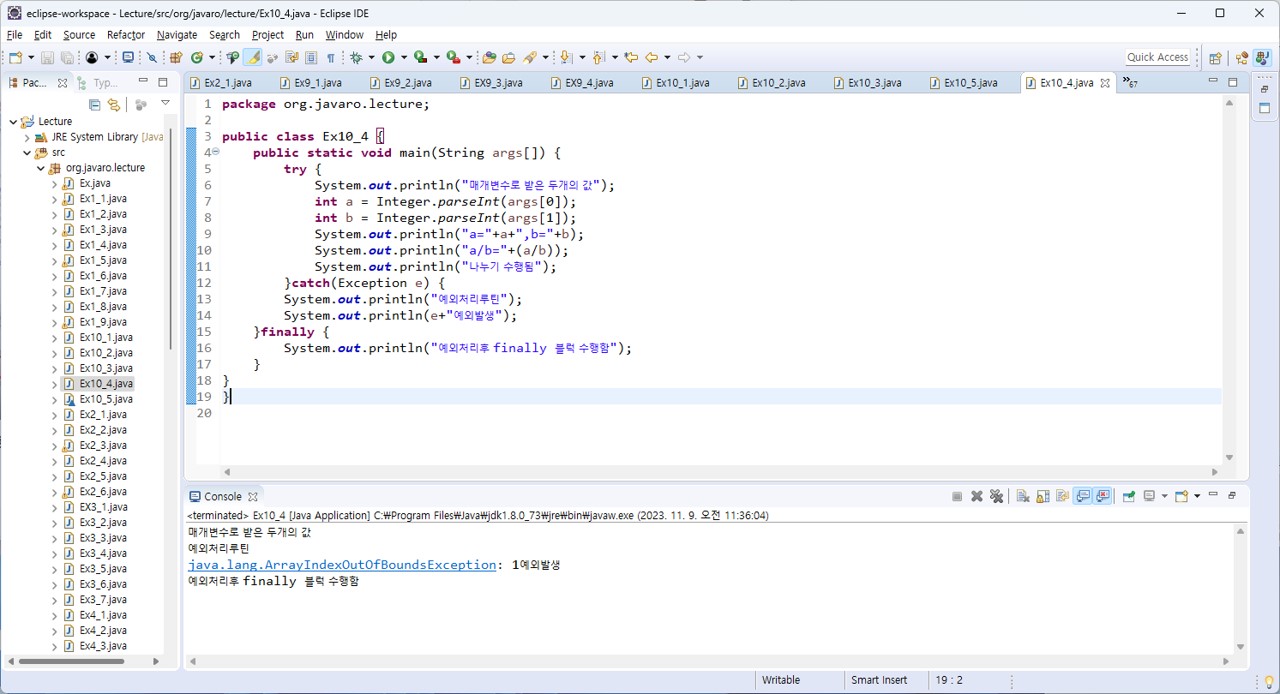 eclipse-workspace - Lecture/src/org/javaro/lecture/Ex10_4.java - Eclipse IDE
File Edit Source Refactor Navigate Search Project Run Window Help
Quick Access
Pac... Typ...
Lecture
JRE System Library [Java
src
org.javaro.lecture
Ex.java
Ex1_1.java
Ex1_2.java
Ex1_3.java
Ex1_4.java
Ex1_5.java
Ex1_6.java
Ex1_7.java
Ex1_8.java
Ex1_9.java
Ex10_1.java
Ex10_2.java
Ex10_3.java
Ex10_4.java
Ex10_5.java
Ex2_1.java
Ex2_2.java
Ex2_3.java
Ex2_4.java
Ex2_5.java
Ex2_6.java
EX3_1.java
Ex3_2.java
Ex3_3.java
Ex3_4.java
Ex3_5.java
Ex3_6.java
Ex3_7.java
Ex4_1.java
Ex4_2.java
Ex4_3.java
Ex2_1.java Ex9_1.java Ex9_2.java EX9_3.java EX9_4.java Ex10_1.java Ex10_2.java Ex10_3.java Ex10_5.java Ex10_4.java »67
1 package org.javaro.lecture;
2
3 public class Ex10_4 {
4 public static void main(String args[]) {
5 try {
6 System.out.println("매개변수로 받은 두개의 값");
7 int a = Integer.parseInt(args[0]);
8 int b = Integer.parseInt(args[1]);
9 System.out.println("a="+a+",b="+b);
10 System.out.println("a/b="+(a/b));
11 System.out.println("나누기 수행됨");
12 }catch(Exception e) {
13 System.out.println("예외처리루틴");
14 System.out.println(e+"예외발생");
15 }finally {
16 System.out.println("예외처리후 finally 블럭 수행함");
17 }
18 }
19 }
20
Console
<terminated> Ex10_4 [Java Application] C:₩Program Files₩Java₩jdk1.8.0_73₩jre₩bin₩javaw.exe (2023. 11. 9. 오전 11:36:04)
매개변수로 받은 두개의 값
예외처리루틴
java.lang.ArrayIndexOutOfBoundsException: 1예외발생
예외처리후 finally 블럭 수행함
Writable Smart Insert 19 : 2